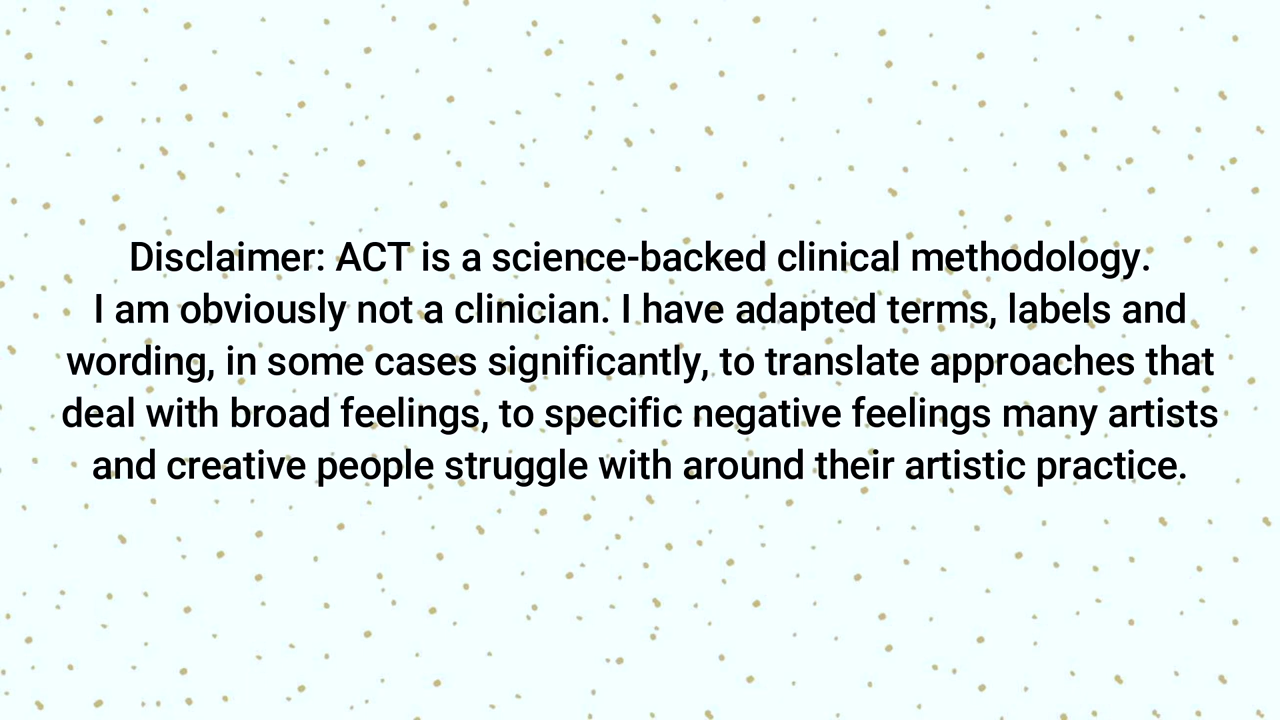 Disclaimer: ACT is a science-backed clinical methodology.
I am obviously not a clinician. I have adapted terms, labels and
wording, in some cases significantly, to translate approaches that
deal with broad feelings, to specific negative feelings many artists
and creative people struggle with around their artistic practice.